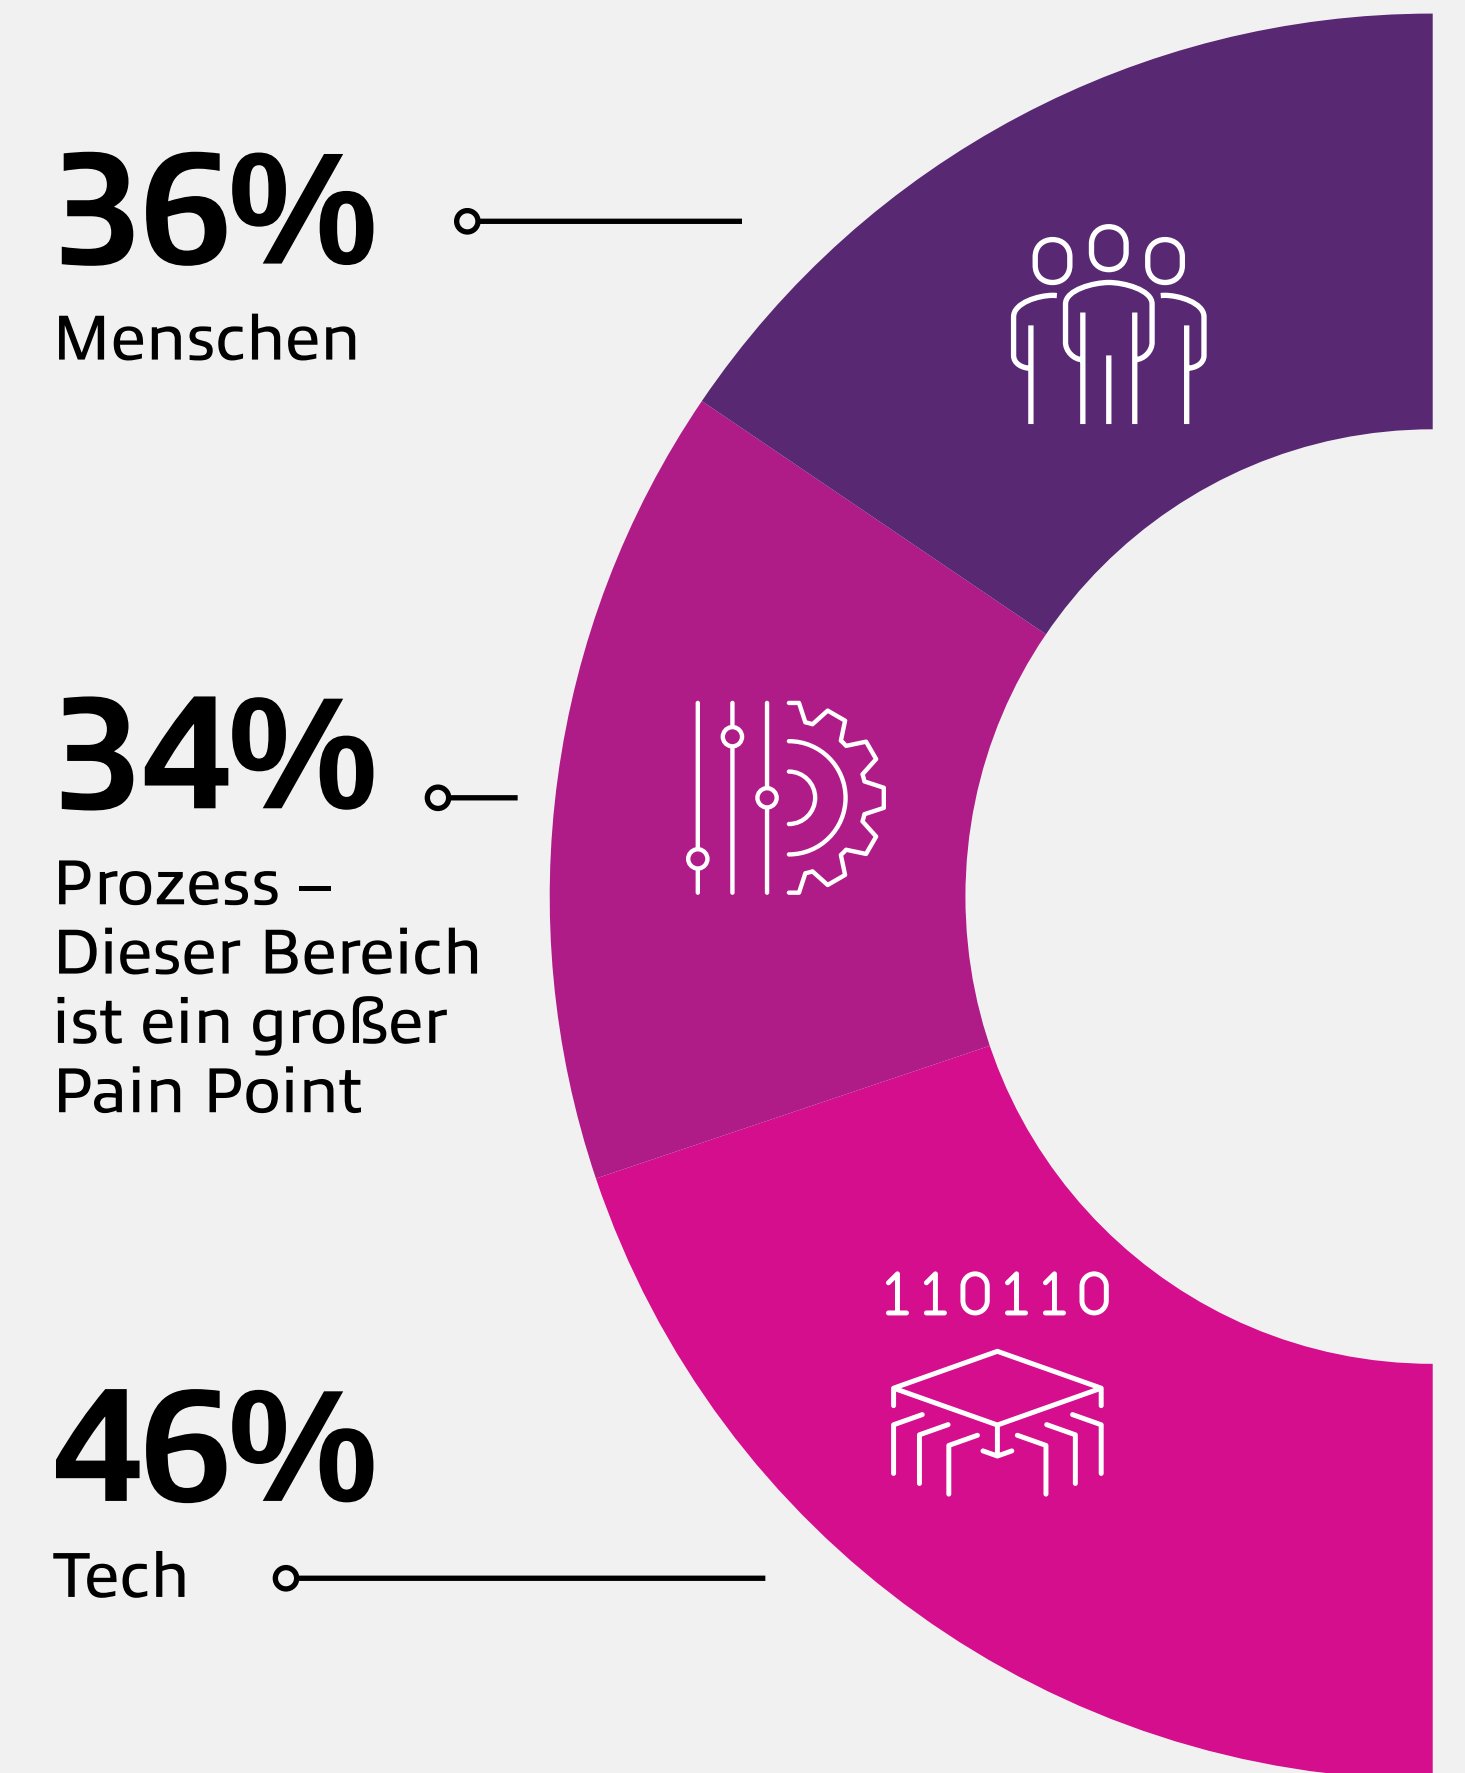 36%
Menschen
34%
Prozess –
Dieser Bereich
ist ein großer
Pain Point
110110
46%
Tech